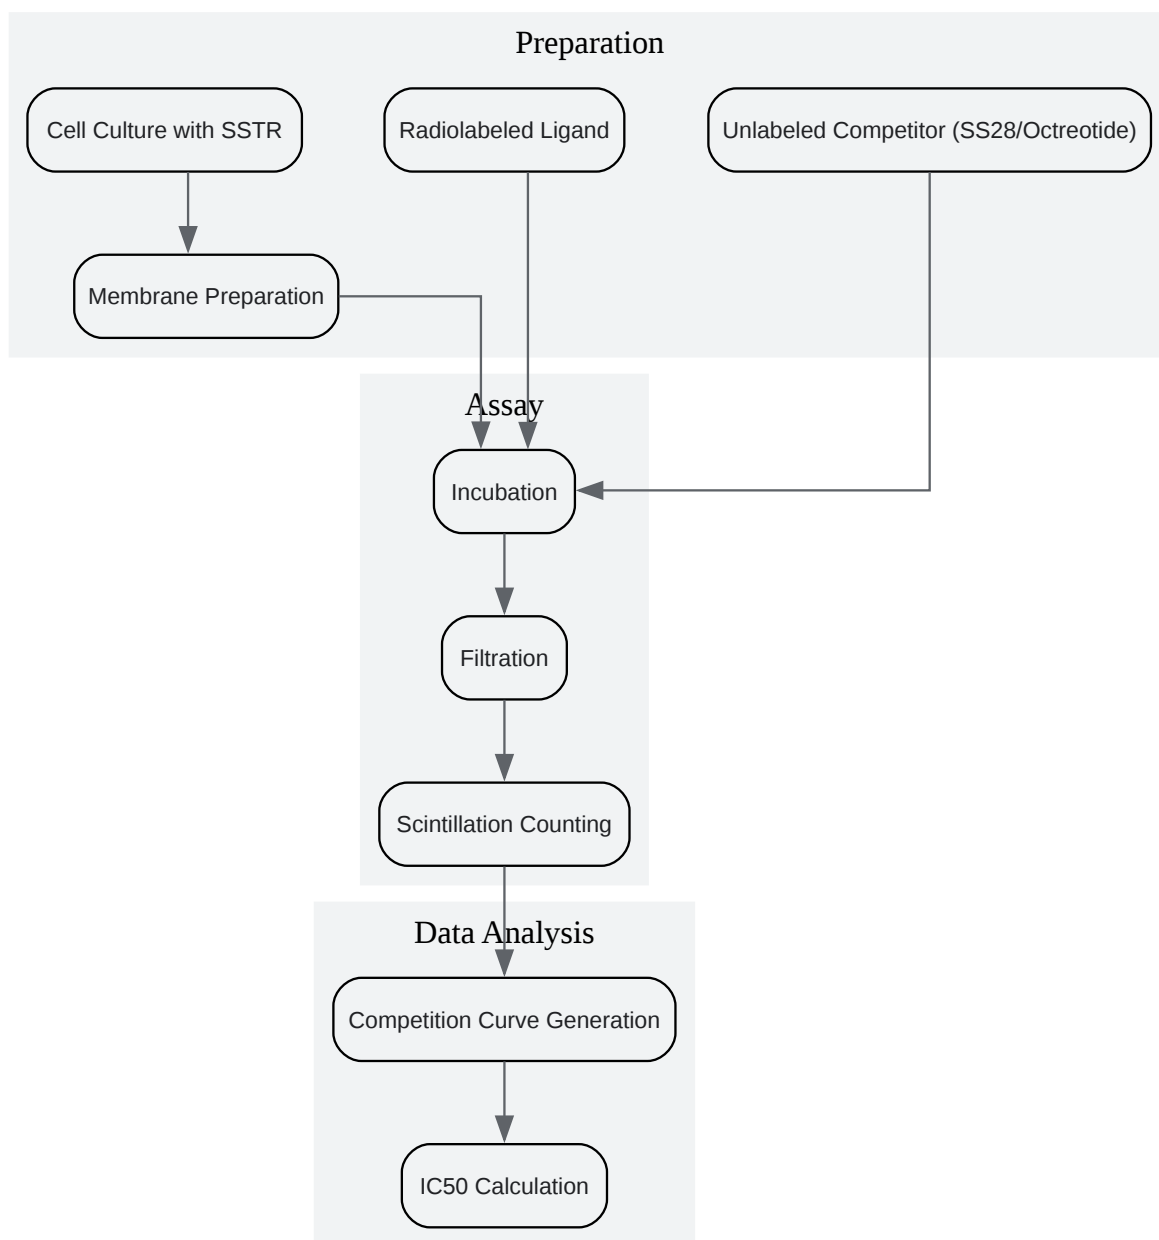 Preparation
Cell Culture with SSTR
Radiolabeled Ligand
Unlabeled Competitor (SS28/Octreotide)
Membrane Preparation
Assay
Incubation
Filtration
Scintillation Counting
Data Analysis
Competition Curve Generation
IC50 Calculation